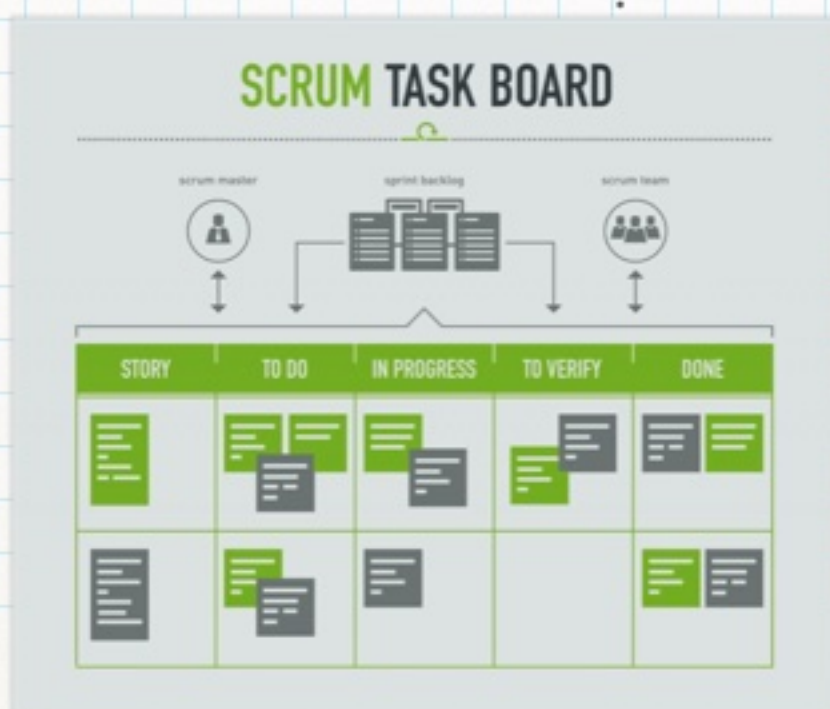 SCRUM TASK BOARD
scrum master sprint backlog scrum team
STORY TO DO IN PROGRESS TO VERIFY DONE